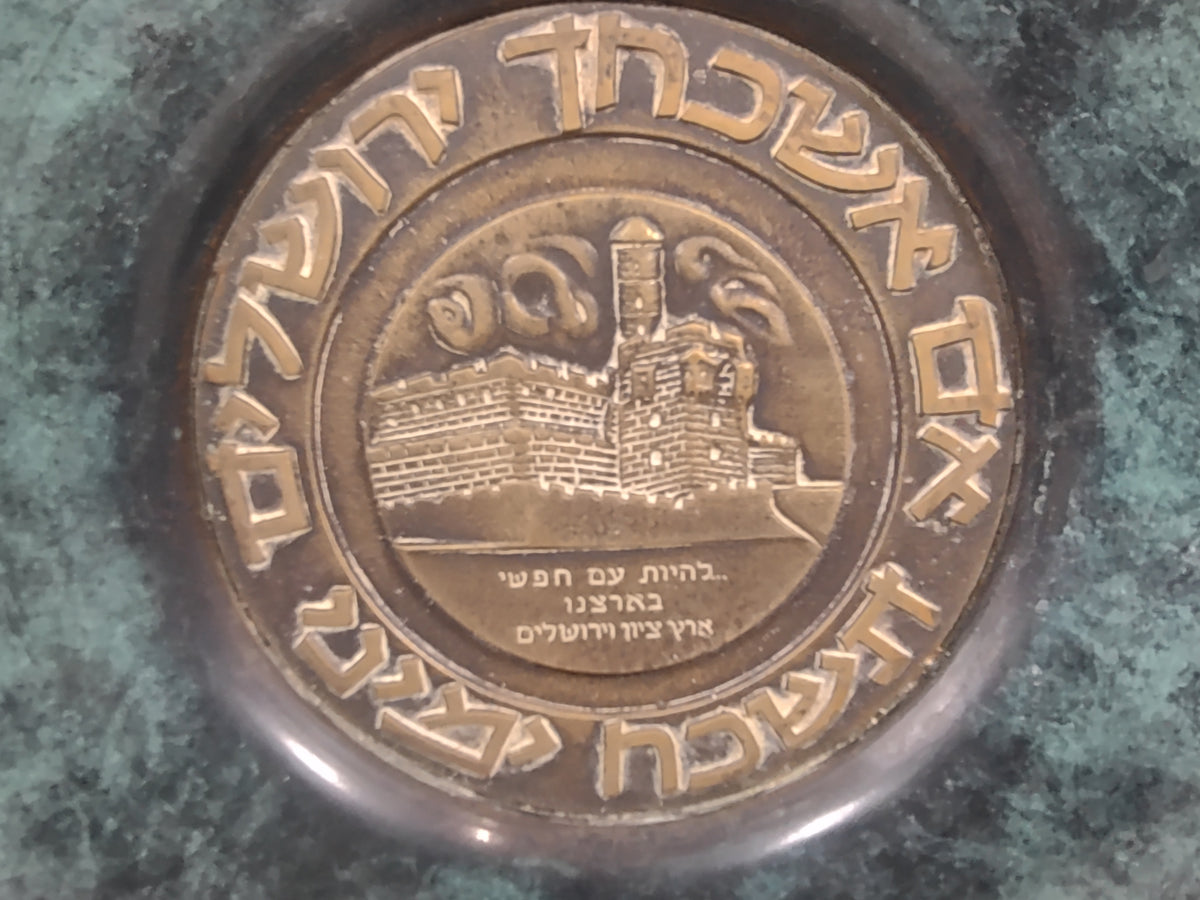 אם אשכחך ירושלים
תשכח ימיני
..להיות עם חפשי
בארצנו
ארץ ציון וירושלים